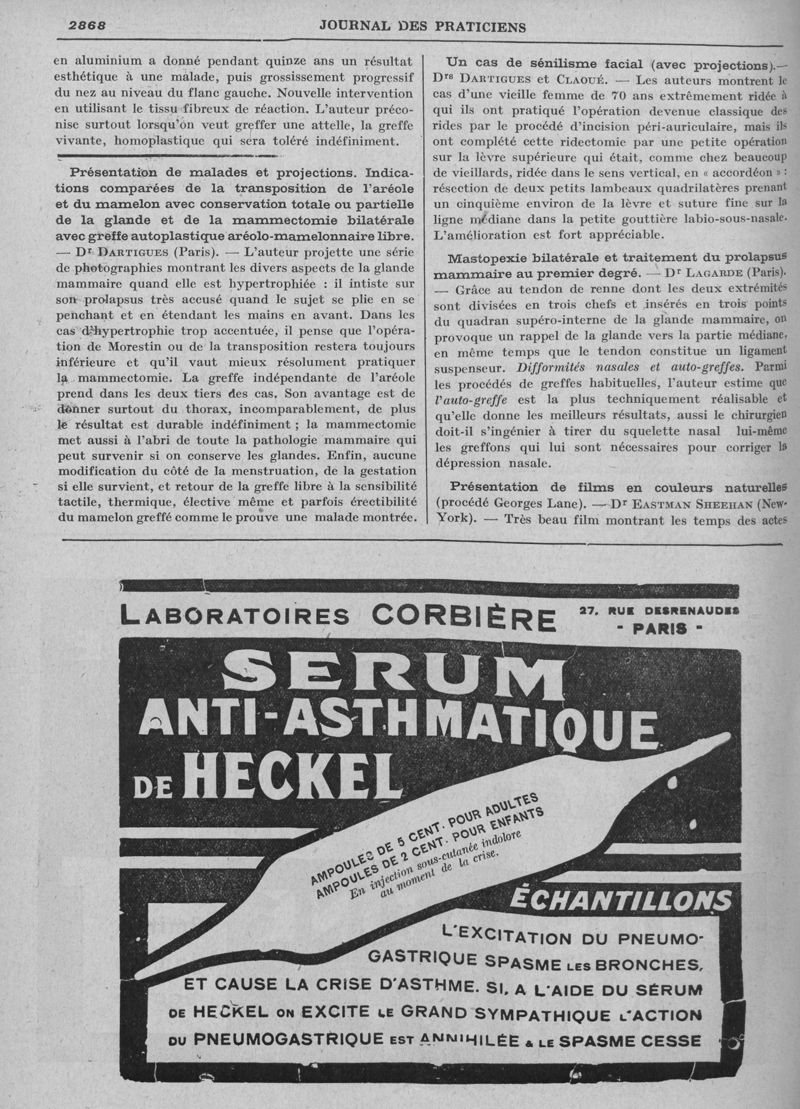 2868
JOURNAL DES PRATICIENS
en aluminium a donné pendant quinze ans un résultat
esthétique à une malade, puis grossissement progressif
du nez au niveau du flanc gauche. Nouvelle intervention
en utilisant le tissu fibreux de réaction. L'auteur préco-
nise surtout lorsqu'on veut greffer une attelle, la greffe
vivante, homoplastique qui sera toléré indéfiniment.
Présentation de malades et projections. Indica-
tions comparées de la transposition de l'aréole
et du mamelon avec conservation totale ou partielle
de la glande et de la mammectomie bilatérale
avec greffe autoplastique aréolo-mamelonnaire libre.
— Dr DARTIGUES (Paris). — L'auteur projette une série
de photographies montrant les divers aspects de la glande
mammaire quand elle est hypertrophiée : il intiste sur
son prolapsus très accusé quand le sujet se plie en se
penchant et en étendant les mains en avant. Dans les
cas d'hypertrophie trop accentuée, il pense que l'opéra-
tion de Morestin ou de la transposition restera toujours
inférieure et qu'il vaut mieux résolument pratiquer
la mammectomie. La greffe indépendante de l'aréole
prend dans les deux tiers des cas. Son avantage est de
donner surtout du thorax, incomparablement, de plus
le résultat est durable indéfiniment ; la mammectomie
met aussi à l'abri de toute la pathologie mammaire qui
peut survenir si on conserve les glandes. Enfin, aucune
modification du côté de la menstruation, de la gestation
si elle survient, et retour de la greffe libre à la sensibilité
tactile, thermique, élective même et parfois érectibilité
du mamelon greffé comme le prouve une malade montrée.
Un cas de sénilisme facial (avec projections).—
Drs DARTIGUES et CLAOUÉ. — Les auteurs montrent le
cas d'une vieille femme de 70 ans extrêmement ridée à
qui ils ont pratiqué l'opération devenue classique des
rides par le procédé d'incision péri-auriculaire, mais ils
ont complété cette ridectomie par une petite opération
sur la lèvre supérieure qui était, comme chez beaucoup
de vieillards, ridée dans le sens vertical, en « accordéon » :
résection de deux petits lambeaux quadrilatères prenant
un cinquième environ de la lèvre et suture fine sur la
ligne médiane dans la petite gouttière labio-sous-nasale.
L'amélioration est fort appréciable.
Mastopexie bilatérale et traitement du prolapsus
mammaire au premier degré. — Dr LAGARDE (Paris).
— Grâce au tendon de renne dont les deux extrémités
sont divisées en trois chefs et insérés en trois points
du quadran supéro-interne de la glande mammaire, on
provoque un rappel de la glande vers la partie médiane,
en même temps que le tendon constitue un ligament
suspenseur. Difformités nasales et auto-greffes. Parmi
les procédés de greffes habituelles, l'auteur estime que
l'auto-greffe est la plus techniquement réalisable et
qu'elle donne les meilleurs résultats, aussi le chirurgien
doit-il s'ingénier à tirer du squelette nasal lui-même
les greffons qui lui sont nécessaires pour corriger la
dépression nasale.
Présentation de films en couleurs naturelles
(procédé Georges Lane). — Dr EASTMAN SHEEHAN (New-
York). — Très beau film montrant les temps des actes
LABORATOIRES CORBIÈRE
27, RUE DESRENAUDES
- PARIS -
SERUM
ANTI-ASTHMATIQUE
DE HECKEL
AMPOULES DE 5 CENT. POUR ADULTES
AMPOULES DE 2 CENT. POUR ENFANTS
En injection sous-cutanée indolore
au moment de la crise.
ÉCHANTILLONS
L'EXCITATION DU PNEUMO-
GASTRIQUE SPASME LES BRONCHES,
ET CAUSE LA CRISE D'ASTHME. SI, A L'AIDE DU SÉRUM
DE HECKEL ON EXCITE LE GRAND SYMPATHIQUE L'ACTION
DU PNEUMOGASTRIQUE EST ANNIHILÉE & LE SPASME CESSE